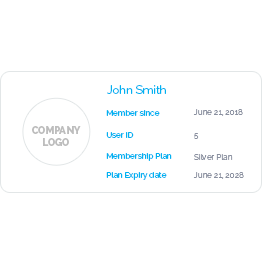 John Smith
Member since June 21, 2018
COMPANY
LOGO
User ID 5
Membership Plan Silver Plan
Plan Expiry date June 21, 2028